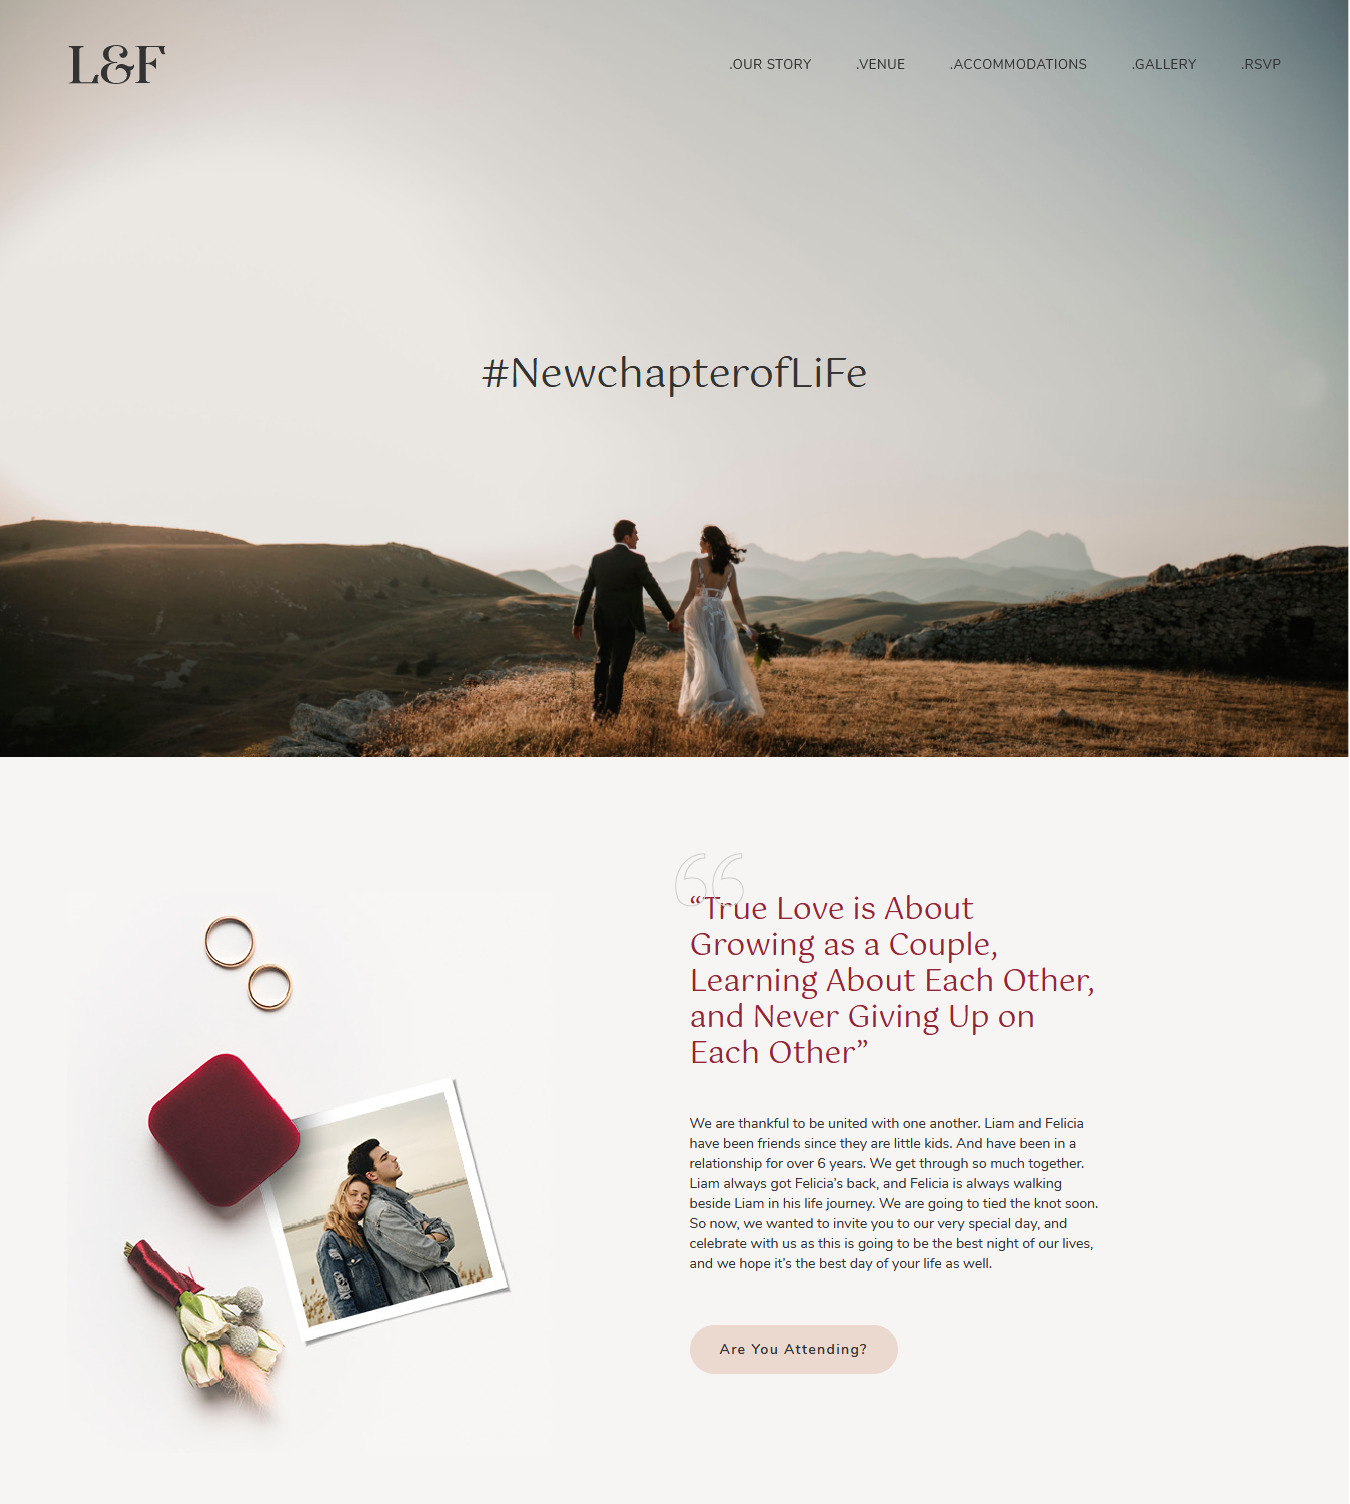 L&F
.OUR STORY .VENUE .ACCOMMODATIONS .GALLERY .RSVP
#NewchapterofLiFe
“True Love is About
Growing as a Couple,
Learning About Each Other,
and Never Giving Up on
Each Other”
We are thankful to be united with one another. Liam and Felicia
have been friends since they are little kids. And have been in a
relationship for over 6 years. We get through so much together.
Liam always got Felicia’s back, and Felicia is always walking
beside Liam in his life journey. We are going to tied the knot soon.
So now, we wanted to invite you to our very special day, and
celebrate with us as this is going to be the best night of our lives,
and we hope it’s the best day of your life as well.
Are You Attending?